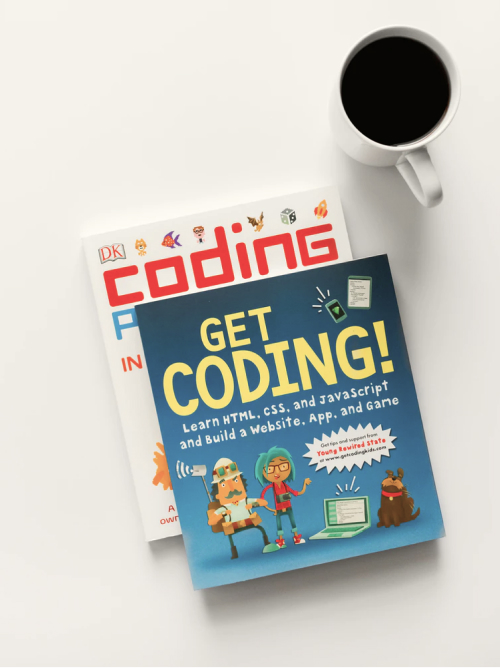 DK
coding
P
IN
A
own
GET
CODING!
Learn HTML, CSS, and JavaScript
and Build a Website, App, and Game
Get tips and support from
Young Rewired State
at www.getcodingkids.com